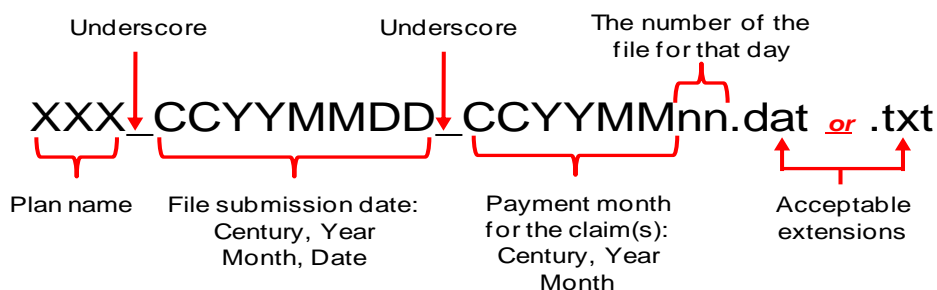 Underscore
Underscore
The number of the
file for that day
XXX_CCYYMMDD_CCYYMMnn.dat or .txt
Plan name
File submission date:
Century, Year
Month, Date
Payment month
for the claim(s):
Century, Year
Month
Acceptable
extensions